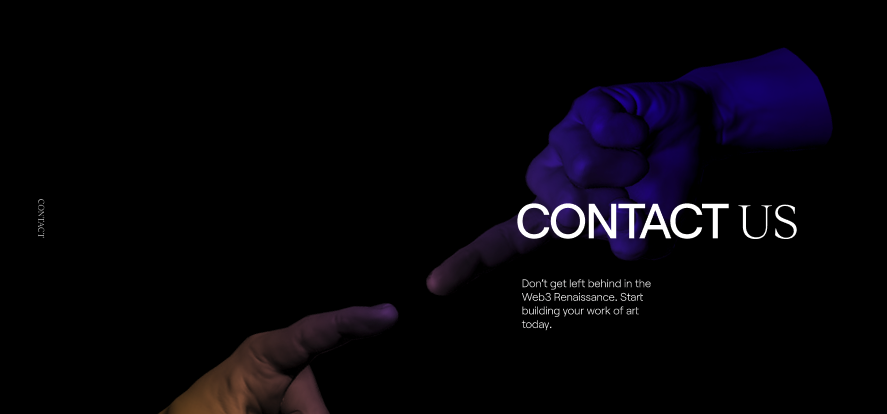 CONTACT
CONTACT US
Don't get left behind in the
Web3 Renaissance. Start
building your work of art
today.